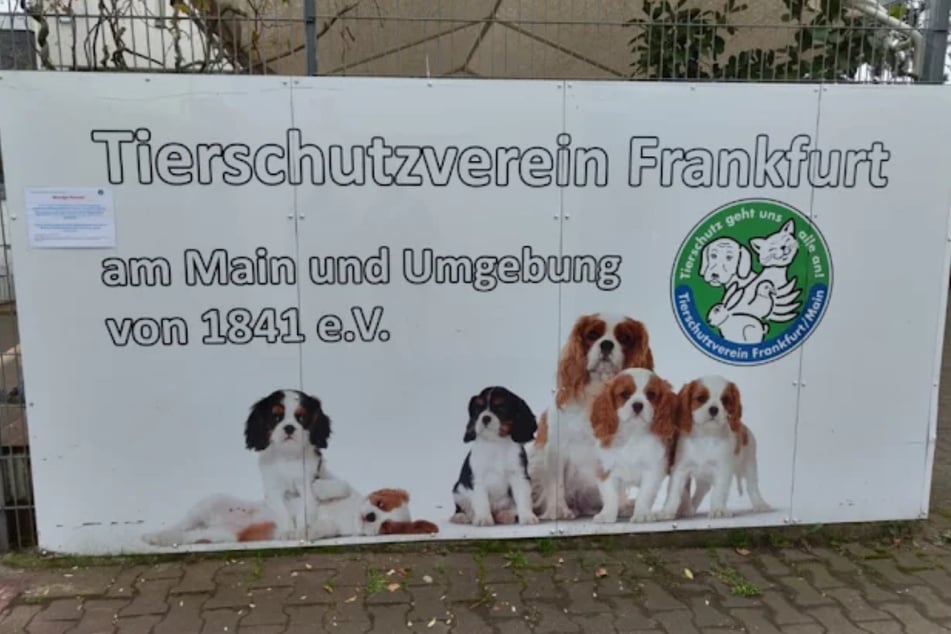 Tierschutzverein Frankfurt
am Main und Umgebung
von 1841 e.V.
Tierschutz geht uns alle an!
Tierschutzverein Frankfurt/Main